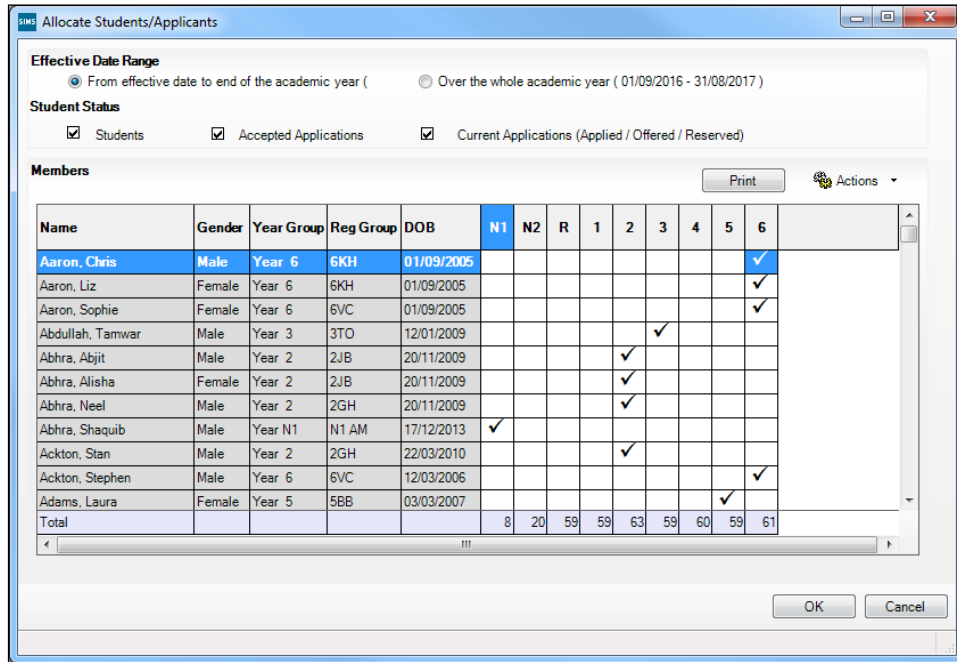 SIMS Allocate Students/Applicants
Effective Date Range
From effective date to end of the academic year ( Over the whole academic year ( 01/09/2016 - 31/08/2017 )
Student Status
Students Accepted Applications Current Applications (Applied / Offered / Reserved)
Members
Print Actions
Name Gender Year Group Reg Group DOB N1 N2 R 1 2 3 4 5 6
Aaron, Chris Male Year 6 6KH 01/09/2005 ✓
Aaron, Liz Female Year 6 6KH 01/09/2005 ✓
Aaron, Sophie Female Year 6 6VC 01/09/2005 ✓
Abdullah, Tamwar Male Year 3 3TO 12/01/2009 ✓
Abhra, Abjit Male Year 2 2JB 20/11/2009 ✓
Abhra, Alisha Female Year 2 2JB 20/11/2009 ✓
Abhra, Neel Male Year 2 2GH 20/11/2009 ✓
Abhra, Shaquib Male Year N1 N1 AM 17/12/2013 ✓
Ackton, Stan Male Year 2 2GH 22/03/2010 ✓
Ackton, Stephen Male Year 6 6VC 12/03/2006 ✓
Adams, Laura Female Year 5 5BB 03/03/2007 ✓
Total 8 20 59 59 63 59 60 59 61
OK Cancel